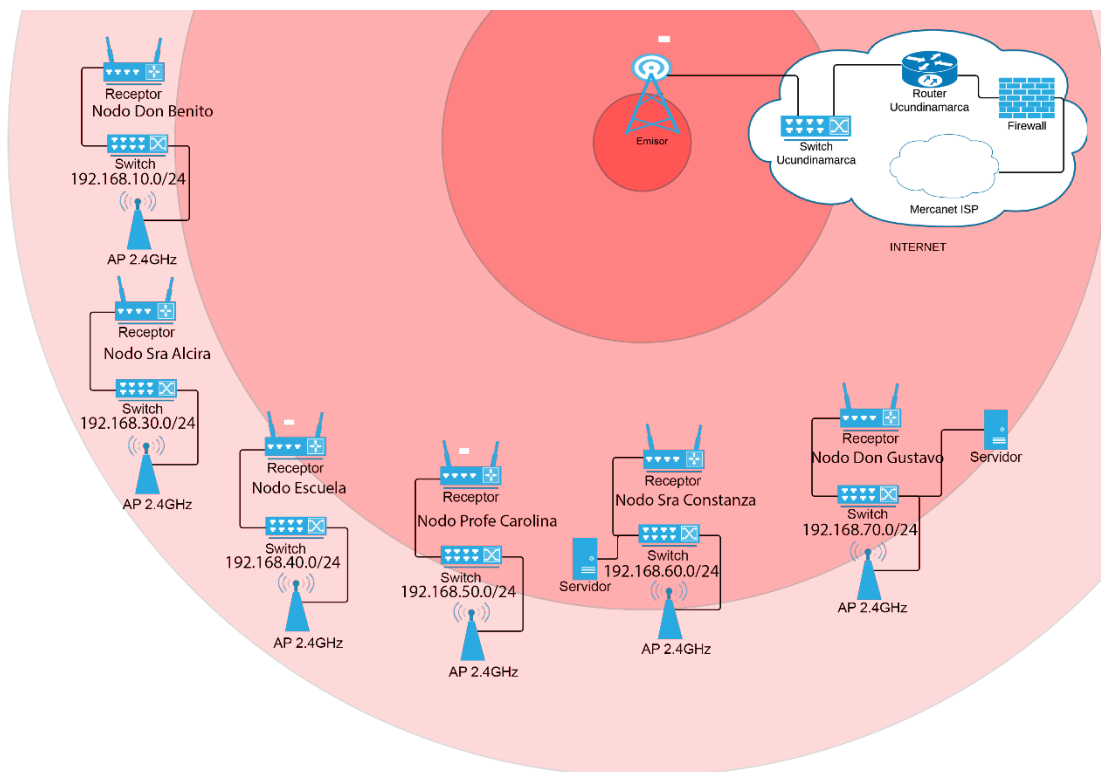 Receptor
Nodo Don Benito
Switch
192.168.10.0/24
AP 2.4GHz
Receptor
Nodo Sra Alcira
Switch
192.168.30.0/24
AP 2.4GHz
Receptor
Nodo Escuela
Switch
192.168.40.0/24
AP 2.4GHz
Receptor
Nodo Profe Carolina
Switch
192.168.50.0/24
AP 2.4GHz
Receptor
Nodo Sra Constanza
Servidor
Switch
192.168.60.0/24
AP 2.4GHz
Receptor
Nodo Don Gustavo
Servidor
Switch
192.168.70.0/24
AP 2.4GHz
Emisor
Switch
Ucundinamarca
Router
Ucundinamarca
Firewall
Mercanet ISP
INTERNET